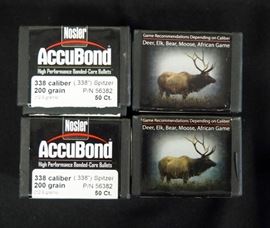 Nosler
AccuBond
High Performance Bonded-Core Bullets
338 caliber (.338") Spitzer
200 grain P/N 56382
50 Ct.
Game Recommendations Depending on Caliber
Deer, Elk, Bear, Moose, African Game
Nosler
AccuBond
High Performance Bonded-Core Bullets
338 caliber (.338") Spitzer
200 grain P/N 56382
50 Ct.
Game Recommendations Depending on Caliber
Deer, Elk, Bear, Moose, African Game